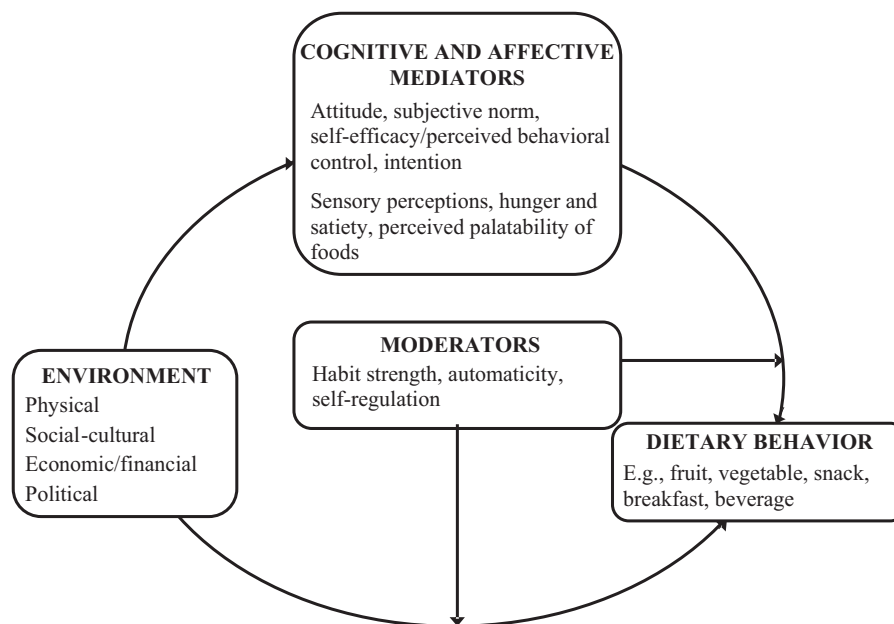 COGNITIVE AND AFFECTIVE
MEDIATORS
Attitude, subjective norm,
self-efficacy/perceived behavioral
control, intention
Sensory perceptions, hunger and
satiety, perceived palatability of
foods
MODERATORS
Habit strength, automaticity,
self-regulation
ENVIRONMENT
Physical
Social-cultural
Economic/financial
Political
DIETARY BEHAVIOR
E.g., fruit, vegetable, snack,
breakfast, beverage